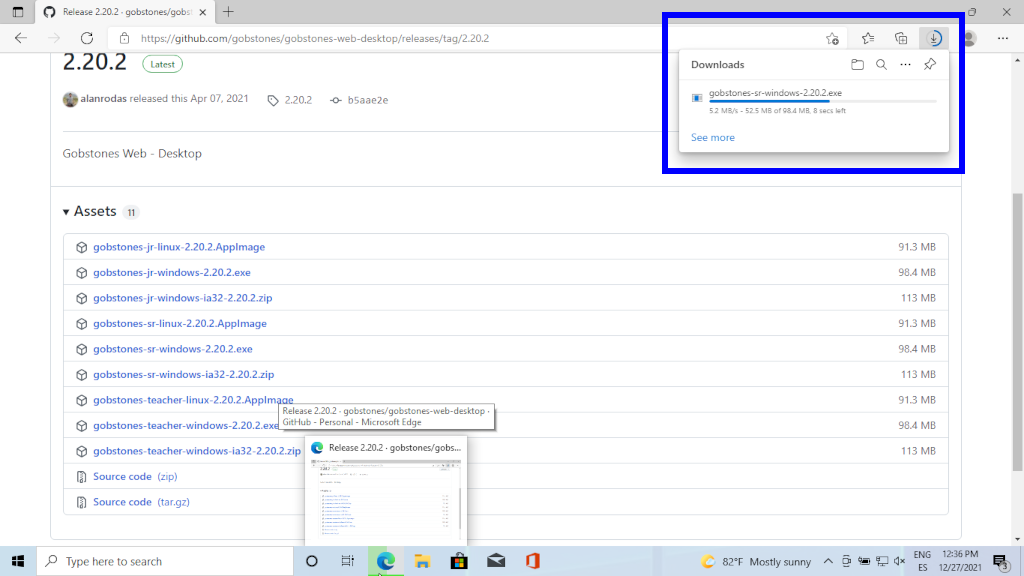 Release 2.20.2 · gobstones/gobst
https://github.com/gobstones/gobstones-web-desktop/releases/tag/2.20.2
2.20.2 Latest
alanrodas released this Apr 07, 2021 2.20.2 b5aae2e
Gobstones Web - Desktop
Downloads
gobstones-sr-windows-2.20.2.exe
5.2 MB/s - 52.5 MB of 98.4 MB, 8 secs left
See more
Assets 11
gobstones-jr-linux-2.20.2.AppImage 91.3 MB
gobstones-jr-windows-2.20.2.exe 98.4 MB
gobstones-jr-windows-ia32-2.20.2.zip 113 MB
gobstones-sr-linux-2.20.2.AppImage 91.3 MB
gobstones-sr-windows-2.20.2.exe 98.4 MB
gobstones-sr-windows-ia32-2.20.2.zip 113 MB
gobstones-teacher-linux-2.20.2.AppImage 91.3 MB
gobstones-teacher-windows-2.20.2.exe 98.4 MB
gobstones-teacher-windows-ia32-2.20.2.zip 113 MB
Source code (zip)
Source code (tar.gz)
Release 2.20.2 · gobstones/gobstones-web-desktop ·
GitHub - Personal - Microsoft Edge
Release 2.20.2 · gobstones/gobs...
Type here to search
82°F Mostly sunny
ENG
ES
12:36 PM
12/27/2021
3